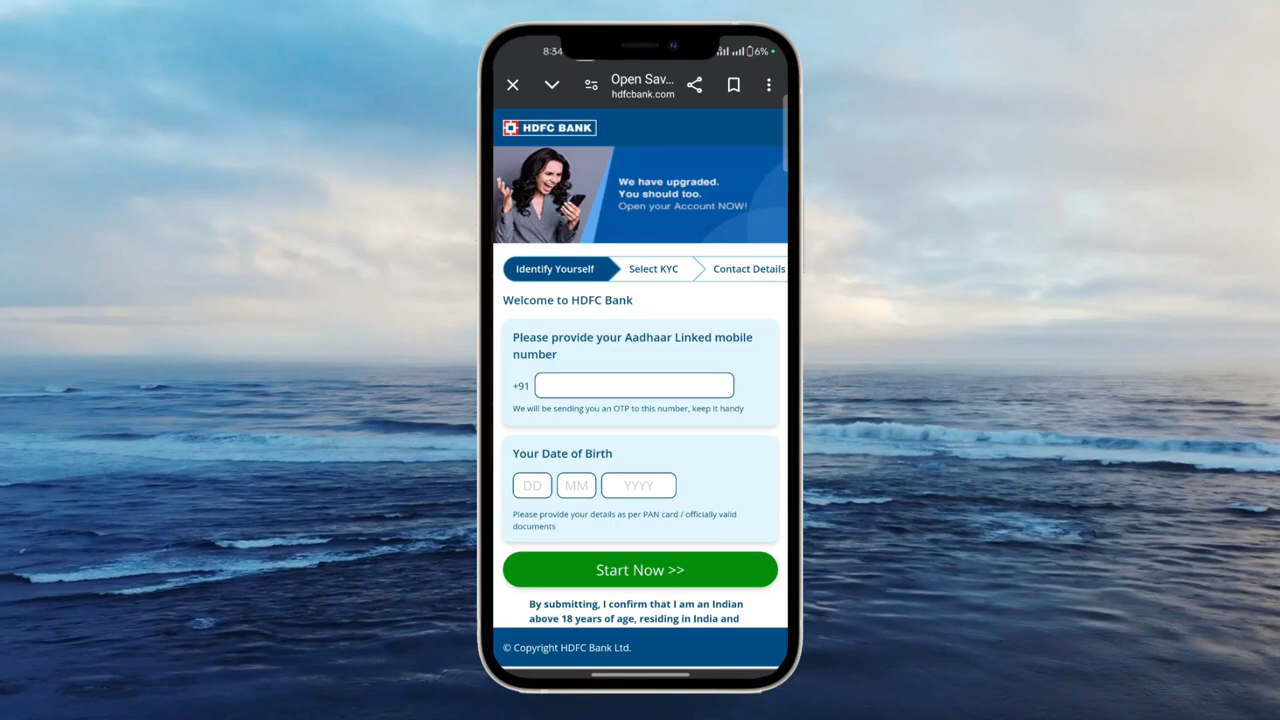 8:34
6%
Open Sav...
hdfcbank.com
HDFC BANK
We have upgraded.
You should too.
Open your Account NOW!
Identify Yourself
Select KYC
Contact Details
Welcome to HDFC Bank
Please provide your Aadhaar Linked mobile
number
+91
We will be sending you an OTP to this number, keep it handy
Your Date of Birth
DD MM YYYY
Please provide your details as per PAN card / officially valid
documents
Start Now >>
By submitting, I confirm that I am an Indian
above 18 years of age, residing in India and
© Copyright HDFC Bank Ltd.